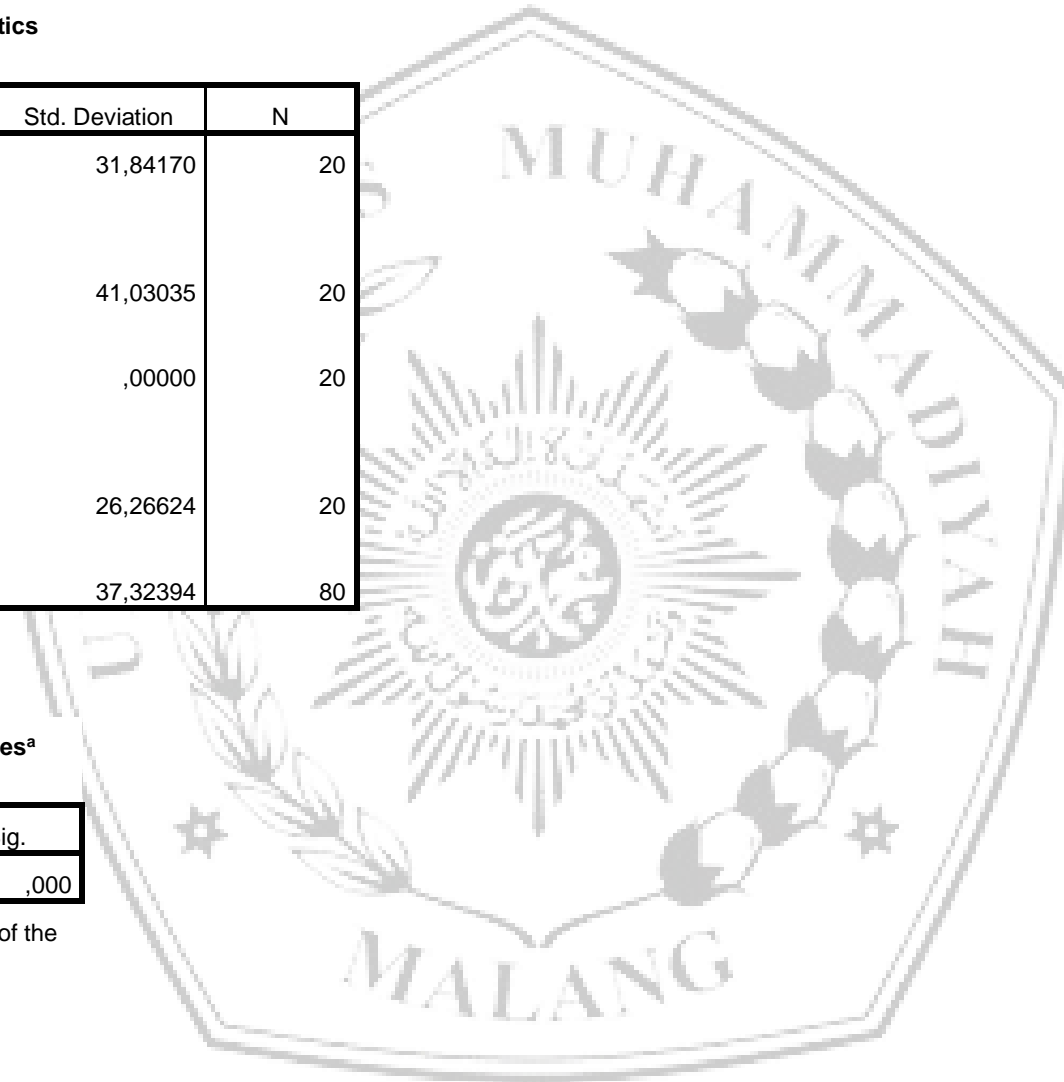 tics
Std. Deviation N
31,84170 20
41,03035 20
,00000 20
26,26624 20
37,32394 80
es^a
ig.
,000
of the
S MUHAMMADIYAH
U
MALANG